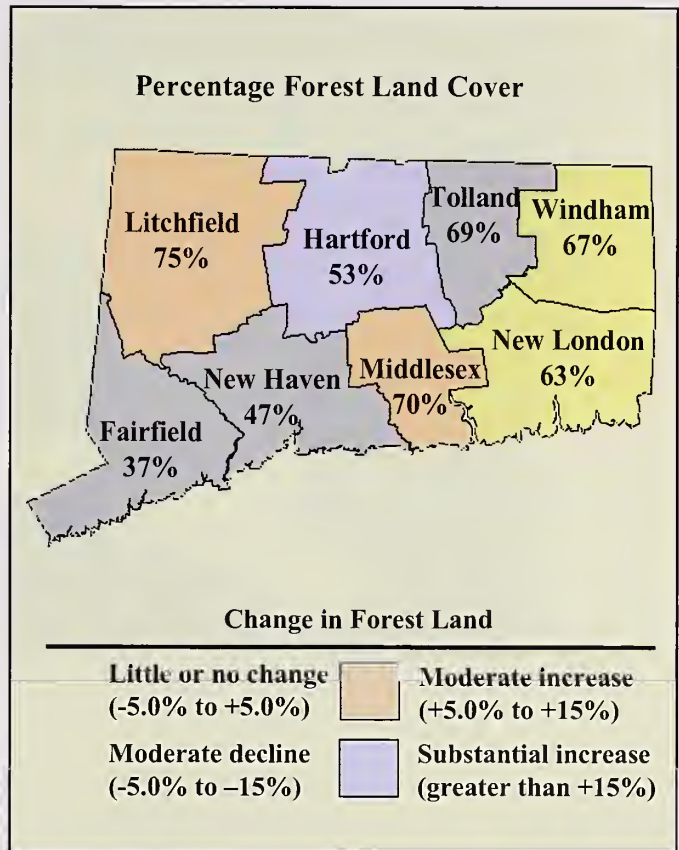 Percentage Forest Land Cover
Litchfield
75%
Hartford
53%
Tolland
69%
Windham
67%
New Haven
47%
Middlesex
70%
New London
63%
Fairfield
37%
Change in Forest Land
Little or no change
(-5.0% to +5.0%)
Moderate increase
(+5.0% to +15%)
Moderate decline
(-5.0% to –15%)
Substantial increase
(greater than +15%)